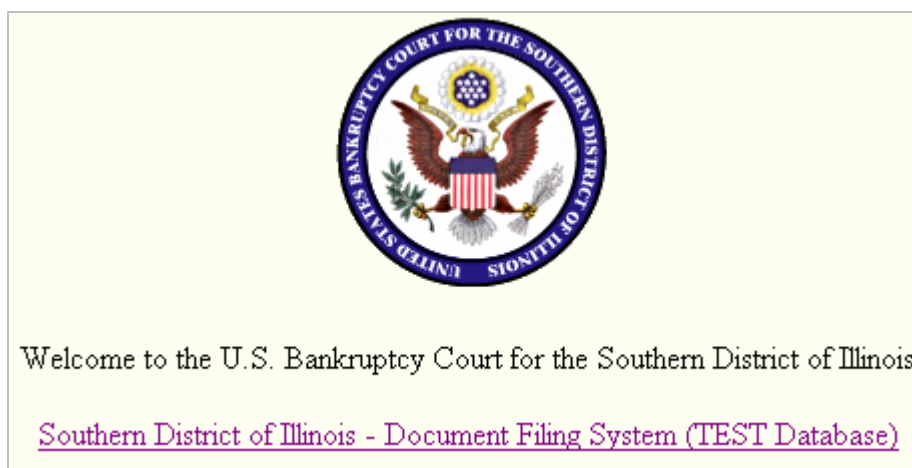 UNITED STATES BANKRUPTCY COURT FOR THE SOUTHERN DISTRICT OF ILLINOIS
Welcome to the U.S. Bankruptcy Court for the Southern District of Illinois
Southern District of Illinois - Document Filing System (TEST Database)